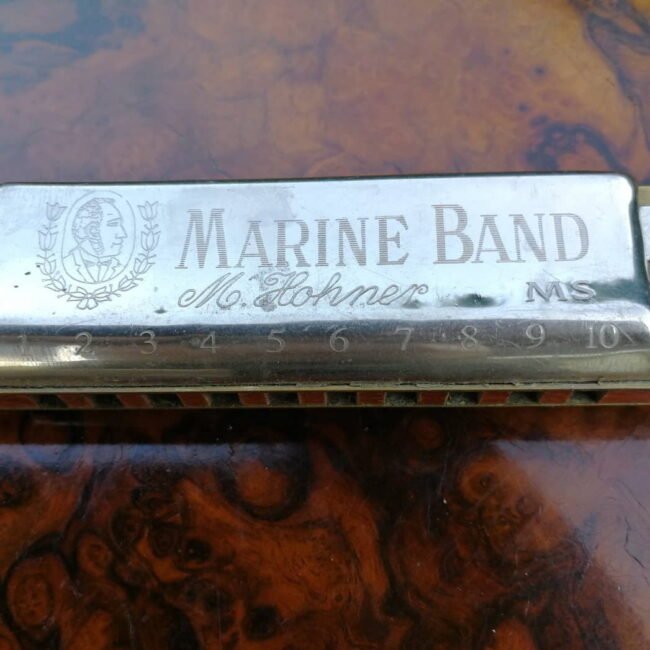 MARINE BAND
M. Hohner MS
1 2 3 4 5 6 7 8 9 10